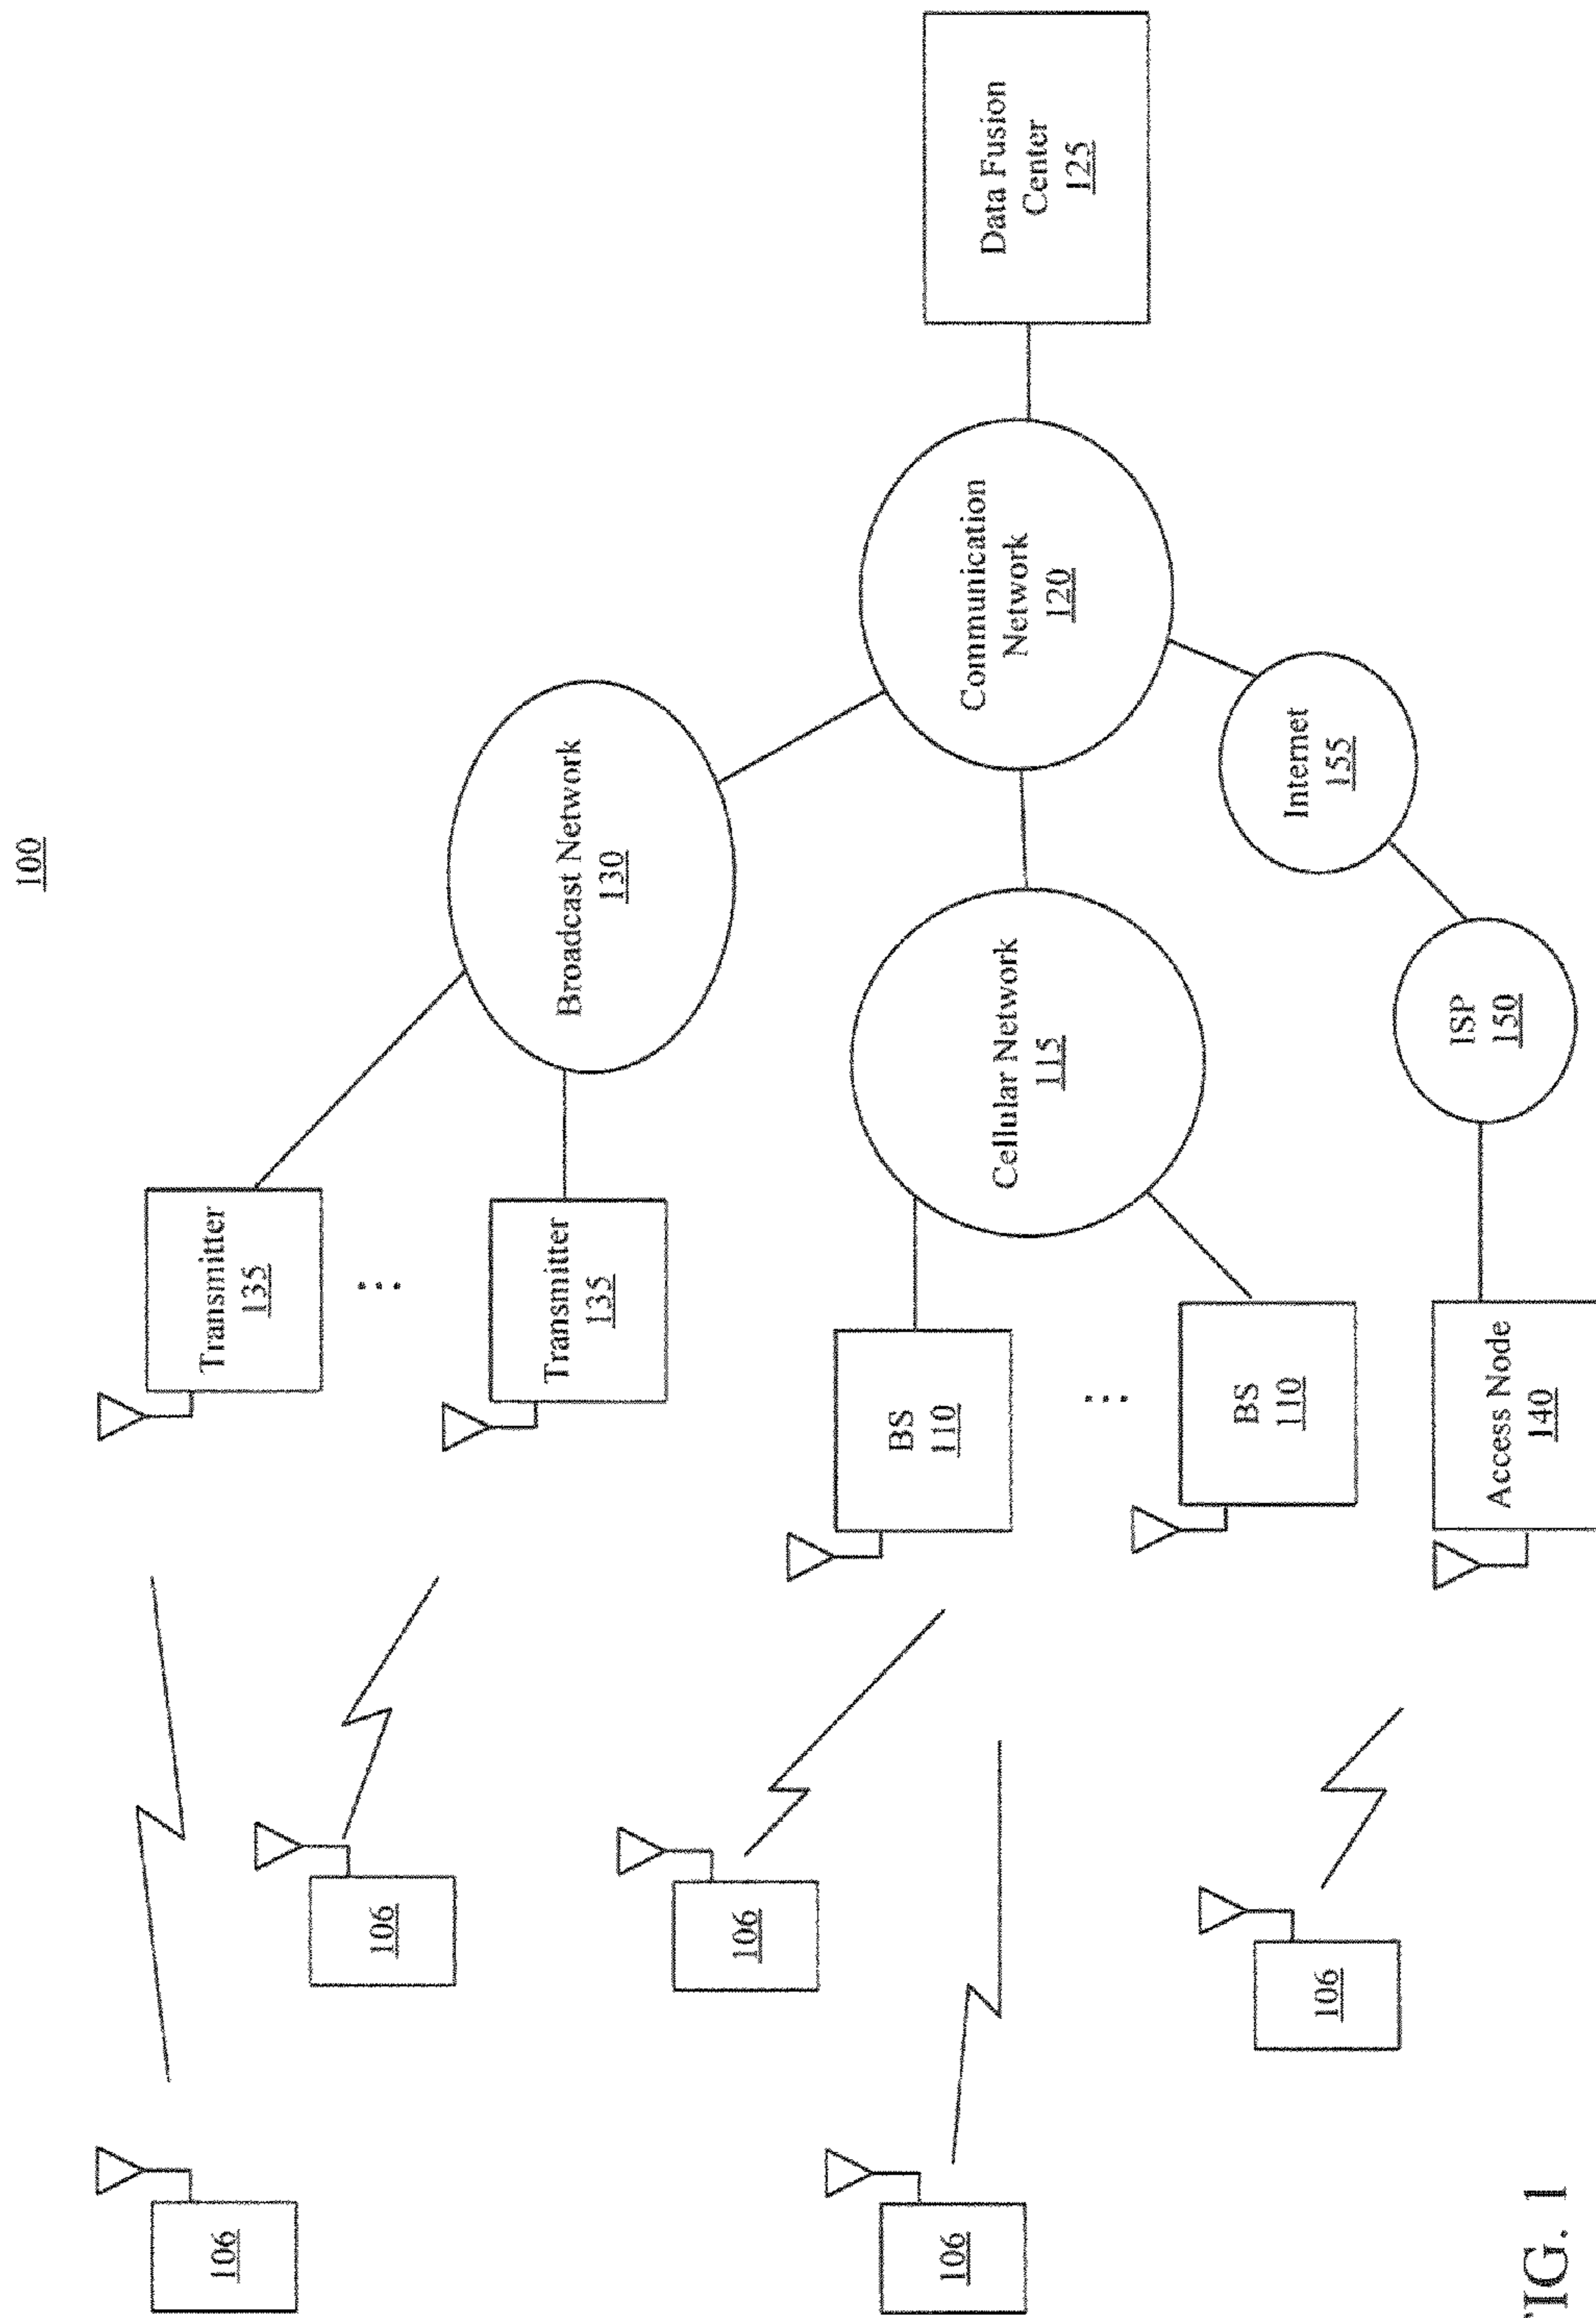 100
106
106
106
106
106
Transmitter
135
...
Transmitter
135
BS
110
...
BS
110
Access Node
140
Broadcast Network
130
Cellular Network
115
ISP
150
Internet
155
Communication
Network
120
Data Fusion
Center
125
FIG. 1